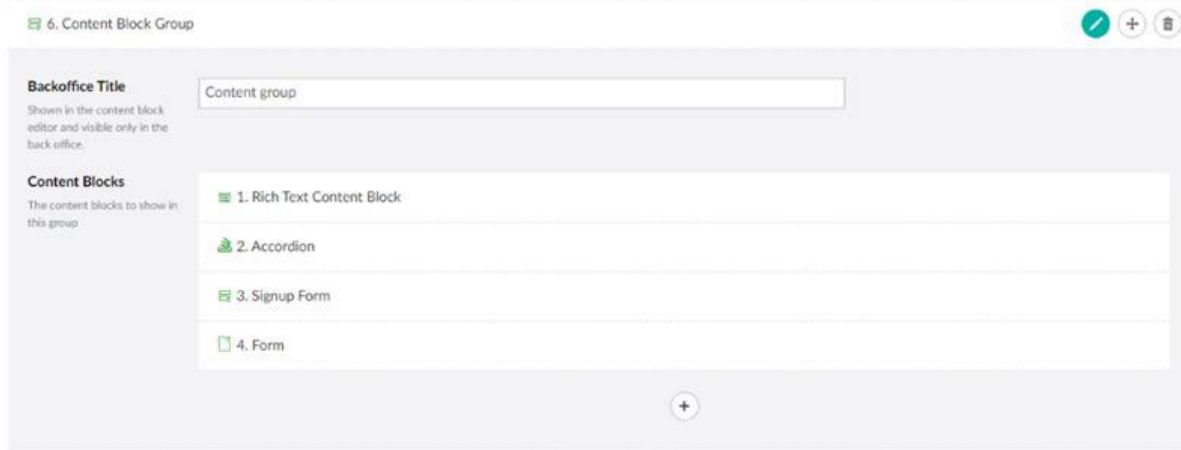 6. Content Block Group
Backoffice Title
Content group
Shown in the content block
editor and visible only in the
back office.
Content Blocks
The content blocks to show in
this group
1. Rich Text Content Block
2. Accordion
3. Signup Form
4. Form